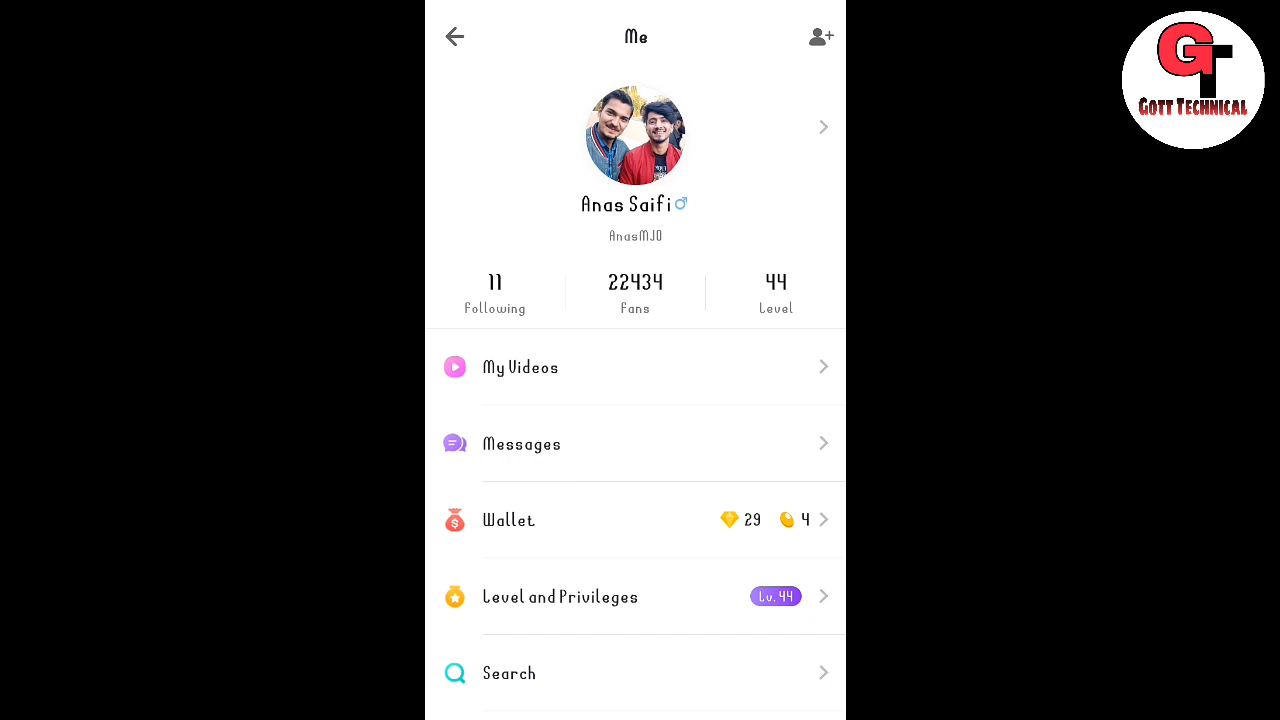 Me
GT
GOTT TECHNICAL
Anas Saifi
AnasMJ0
11
Following
22434
Fans
44
Level
My Videos
Messages
Wallet
29
4
Level and Privileges
Lv. 44
Search